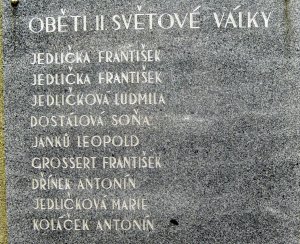 OBĚTI II. SVĚTOVÉ VÁLKY
JEDLIČKA FRANTIŠEK
JEDLIČKA FRANTIŠEK
JEDLIČKOVÁ LUDMILA
DOSTÁLOVÁ SOŇA
JANKŮ LEOPOLD
GROSSERT FRANTIŠEK
DŘÍNEK ANTONÍN
JEDLIČKOVÁ MARIE
KOLÁČEK ANTONÍN